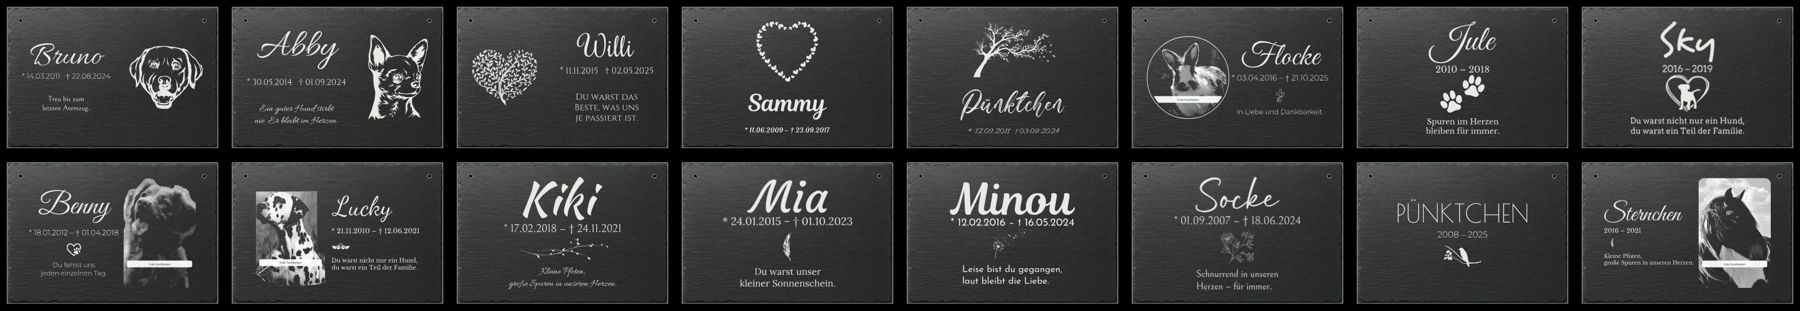 Bruno
* 14.03.2011   † 22.08.2024
Treu bis zum
letzten Atemzug.
Abby
* 30.05.2014   † 01.09.2024
Ein guter Hund stirbt
nie. Er bleibt im Herzen.
Willi
* 11.11.2015   † 02.05.2025
Du warst das
Beste, was uns
je passiert ist.
Sammy
* 11.06.2009 – † 23.09.2017
Pünktchen
* 12.09.2011   † 03.09.2024
Flocke
* 03.04.2016 – † 21.10.2025
In Liebe und Dankbarkeit.
Jule
2010 – 2018
Spuren im Herzen
bleiben für immer.
Sky
2016 – 2019
Du warst nicht nur ein Hund,
du warst ein Teil der Familie.
Benny
* 18.01.2012 – † 01.04.2018
Du fehlst uns
jeden einzelnen Tag.
Lucky
* 21.11.2010 – † 12.06.2021
Du warst nicht nur ein Hund,
du warst ein Teil der Familie.
Kiki
* 17.02.2018 – † 24.11.2021
Kleine Pfoten,
große Spuren in unseren Herzen.
Mia
* 24.01.2015 – † 01.10.2023
Du warst unser
kleiner Sonnenschein.
Minou
* 12.02.2016 – † 16.05.2024
Leise bist du gegangen,
laut bleibt die Liebe.
Socke
* 01.09.2007 – † 18.06.2024
Schnurrend in unseren
Herzen – für immer.
PÜNKTCHEN
2008 – 2025
Sternchen
2016 – 2021
Kleine Pfoten,
große Spuren in unseren Herzen.